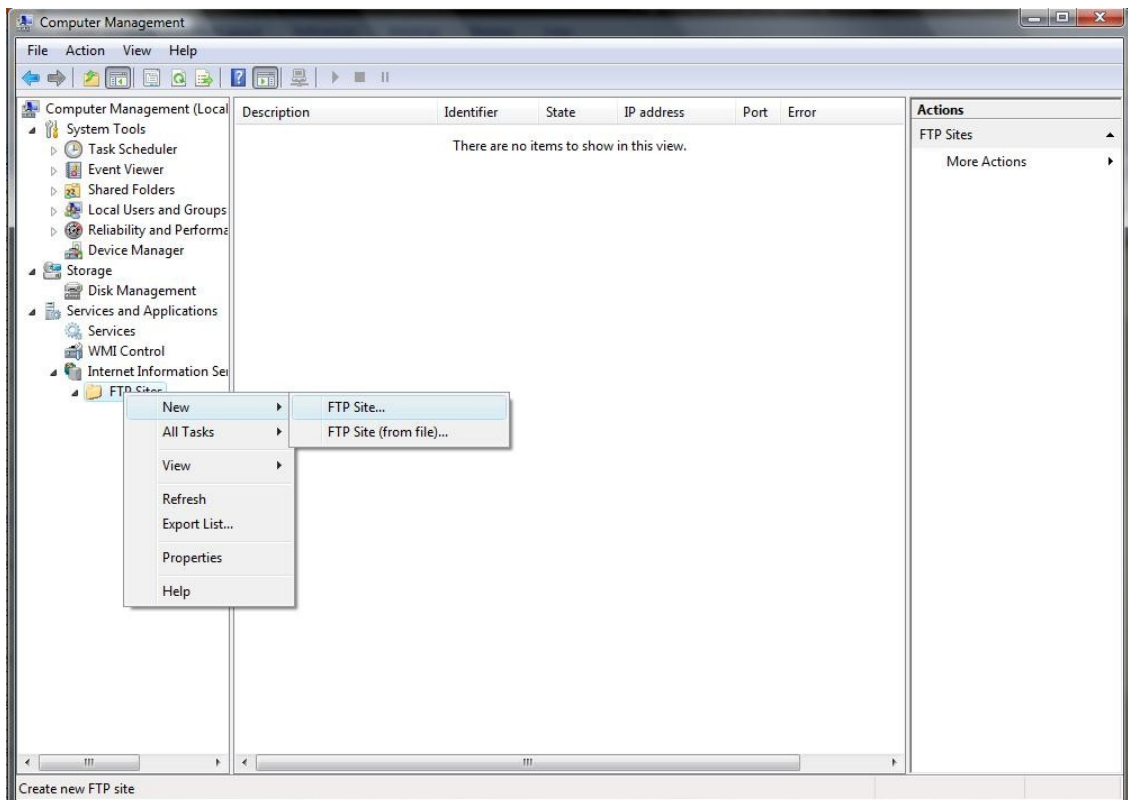 Computer Management
File Action View Help
Computer Management (Local
System Tools
Task Scheduler
Event Viewer
Shared Folders
Local Users and Groups
Reliability and Performa
Device Manager
Storage
Disk Management
Services and Applications
Services
WMI Control
Internet Information Ser
FTP Sites
New
All Tasks
View
Refresh
Export List...
Properties
Help
FTP Site...
FTP Site (from file)...
Description Identifier State IP address Port Error
There are no items to show in this view.
Actions
FTP Sites
More Actions
Create new FTP site